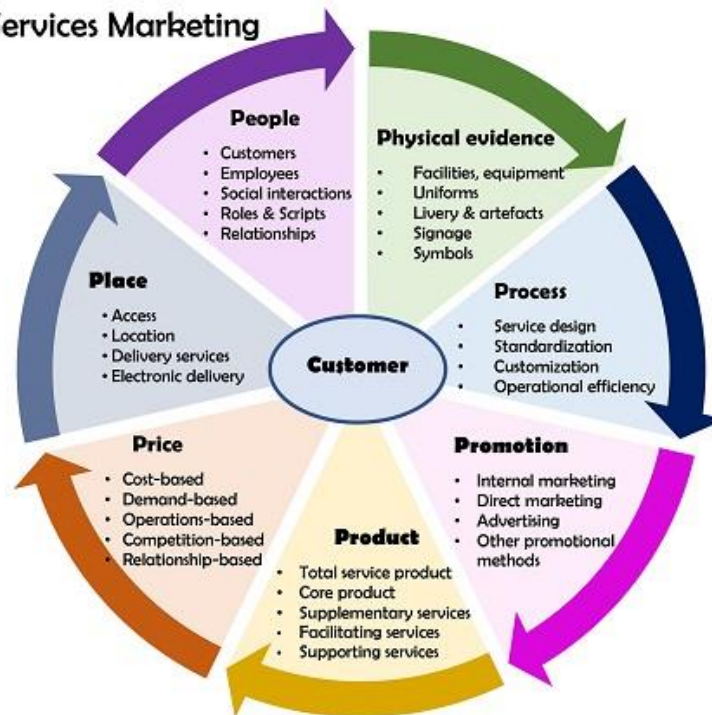 ervices Marketing
People
• Customers
• Employees
• Social interactions
• Roles & Scripts
• Relationships
Physical evidence
• Facilities, equipment
• Uniforms
• Livery & artefacts
• Signage
• Symbols
Process
• Service design
• Standardization
• Customization
• Operational efficiency
Promotion
• Internal marketing
• Direct marketing
• Advertising
• Other promotional
methods
Product
• Total service product
• Core product
• Supplementary services
• Facilitating services
• Supporting services
Price
• Cost-based
• Demand-based
• Operations-based
• Competition-based
• Relationship-based
Place
• Access
• Location
• Delivery services
• Electronic delivery
Customer